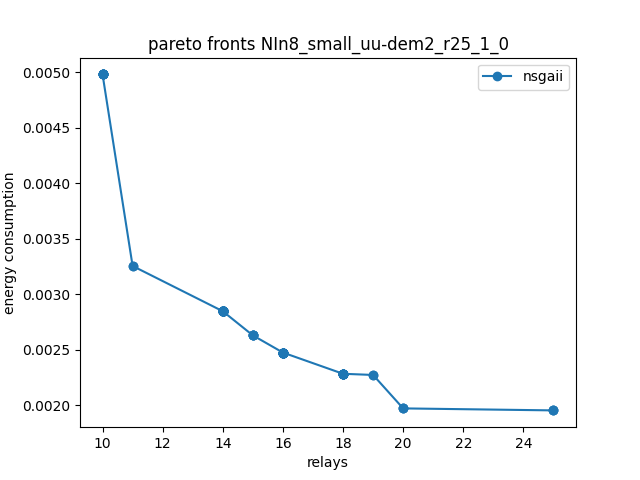 pareto fronts NIn8_small_uu-dem2_r25_1_0
nsgaii
energy consumption
0.0050
0.0045
0.0040
0.0035
0.0030
0.0025
0.0020
10 12 14 16 18 20 22 24
relays